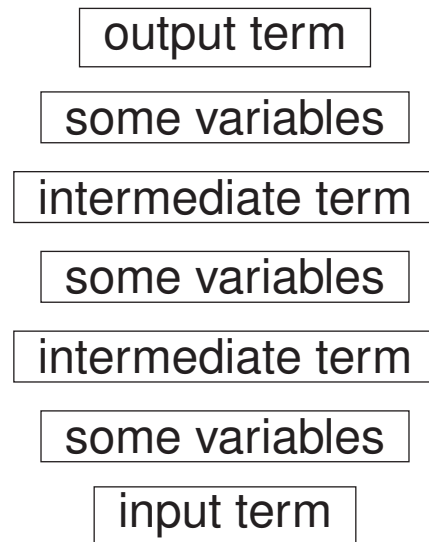 output term
some variables
intermediate term
some variables
intermediate term
some variables
input term